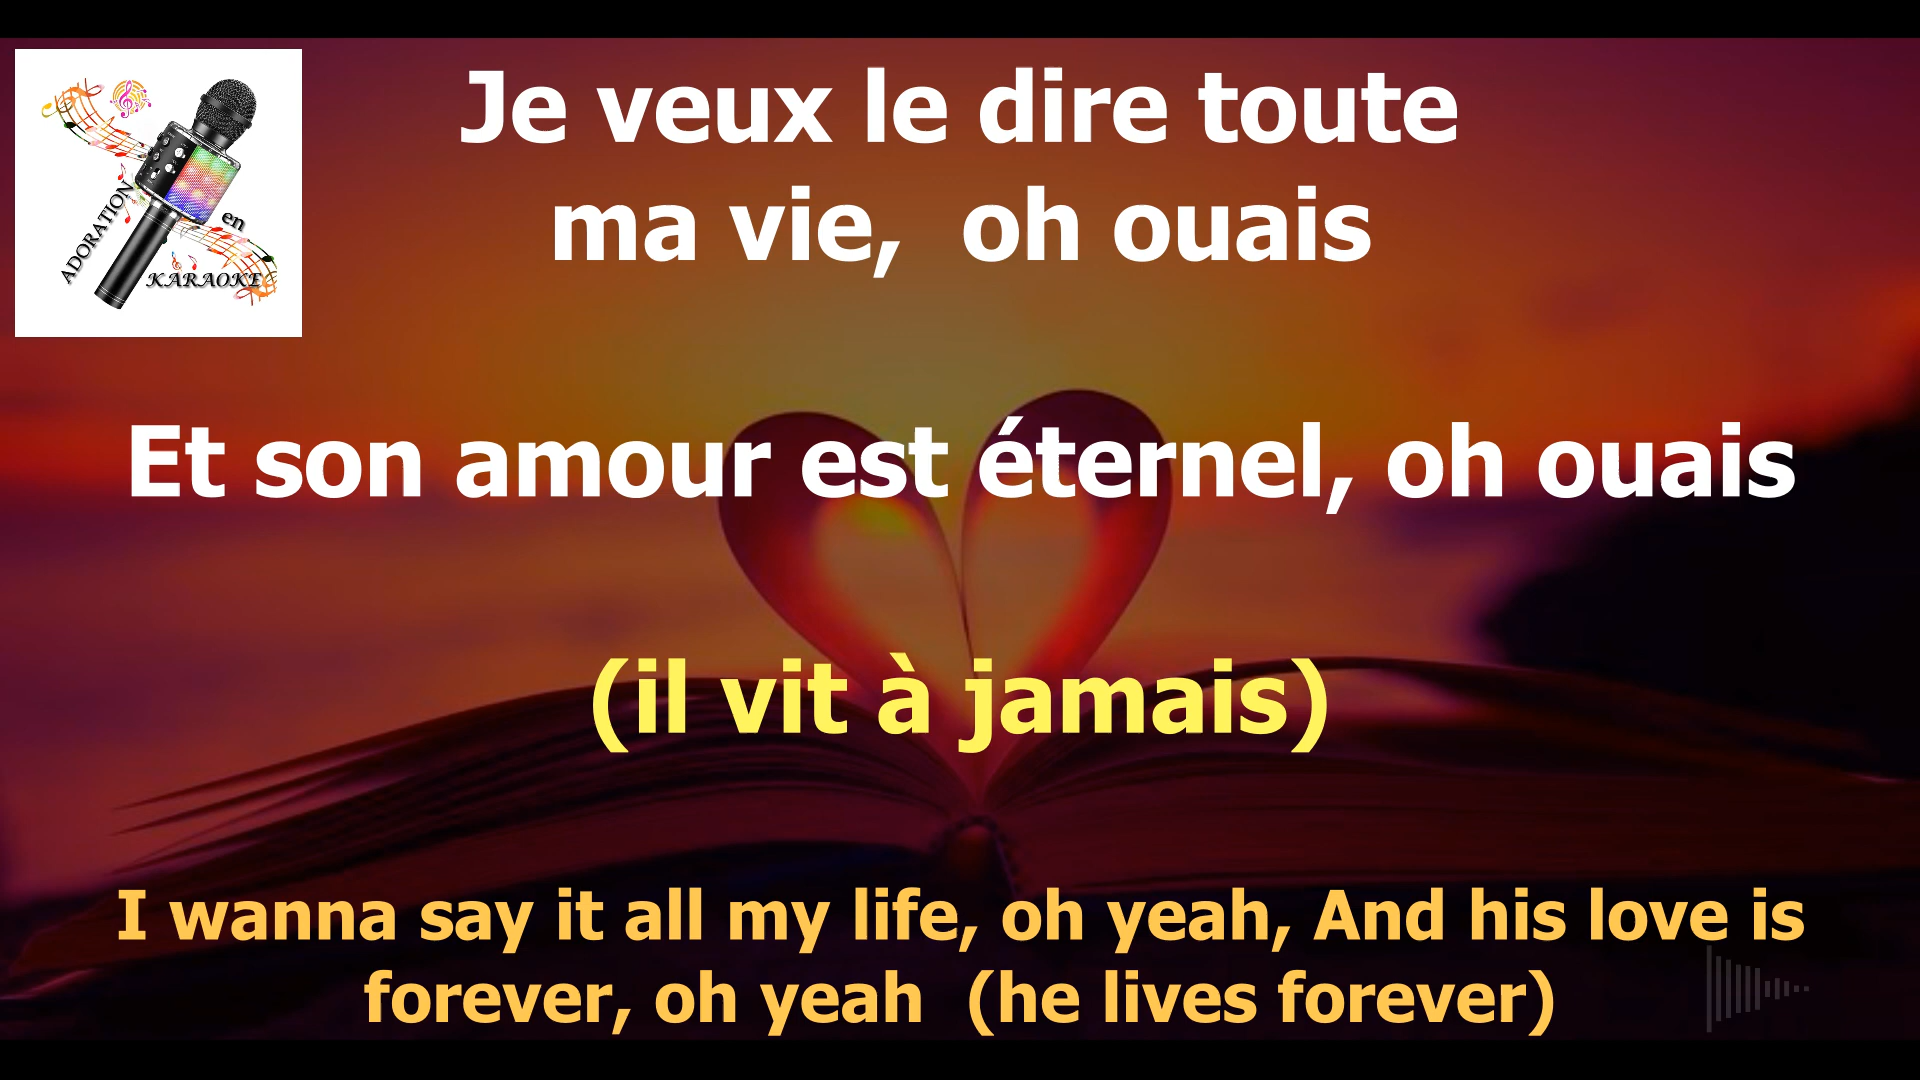 ADORATION
en
KARAOKE
Je veux le dire toute
ma vie, oh ouais
Et son amour est éternel, oh ouais
(il vit à jamais)
I wanna say it all my life, oh yeah, And his love is
forever, oh yeah (he lives forever)